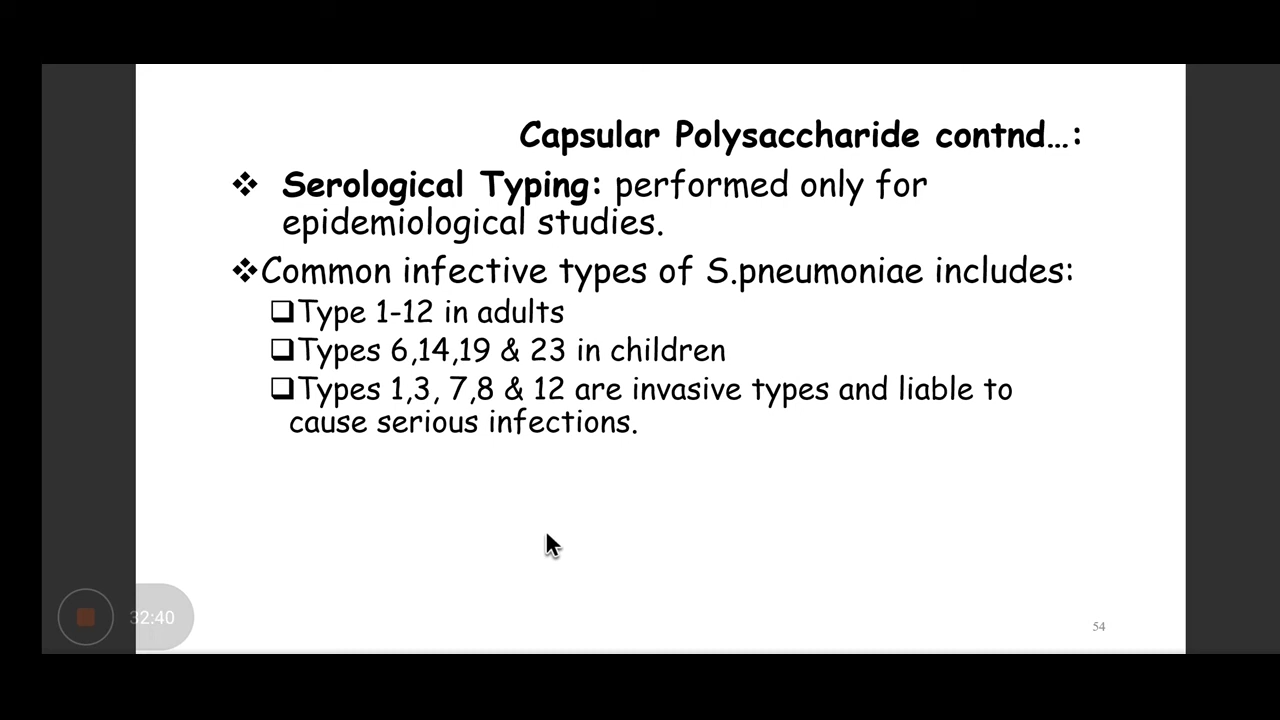 Capsular Polysaccharide contnd...:
❖ Serological Typing: performed only for
epidemiological studies.
❖Common infective types of S.pneumoniae includes:
❑Type 1-12 in adults
❑Types 6,14,19 & 23 in children
❑Types 1,3, 7,8 & 12 are invasive types and liable to
cause serious infections.
32:40
54